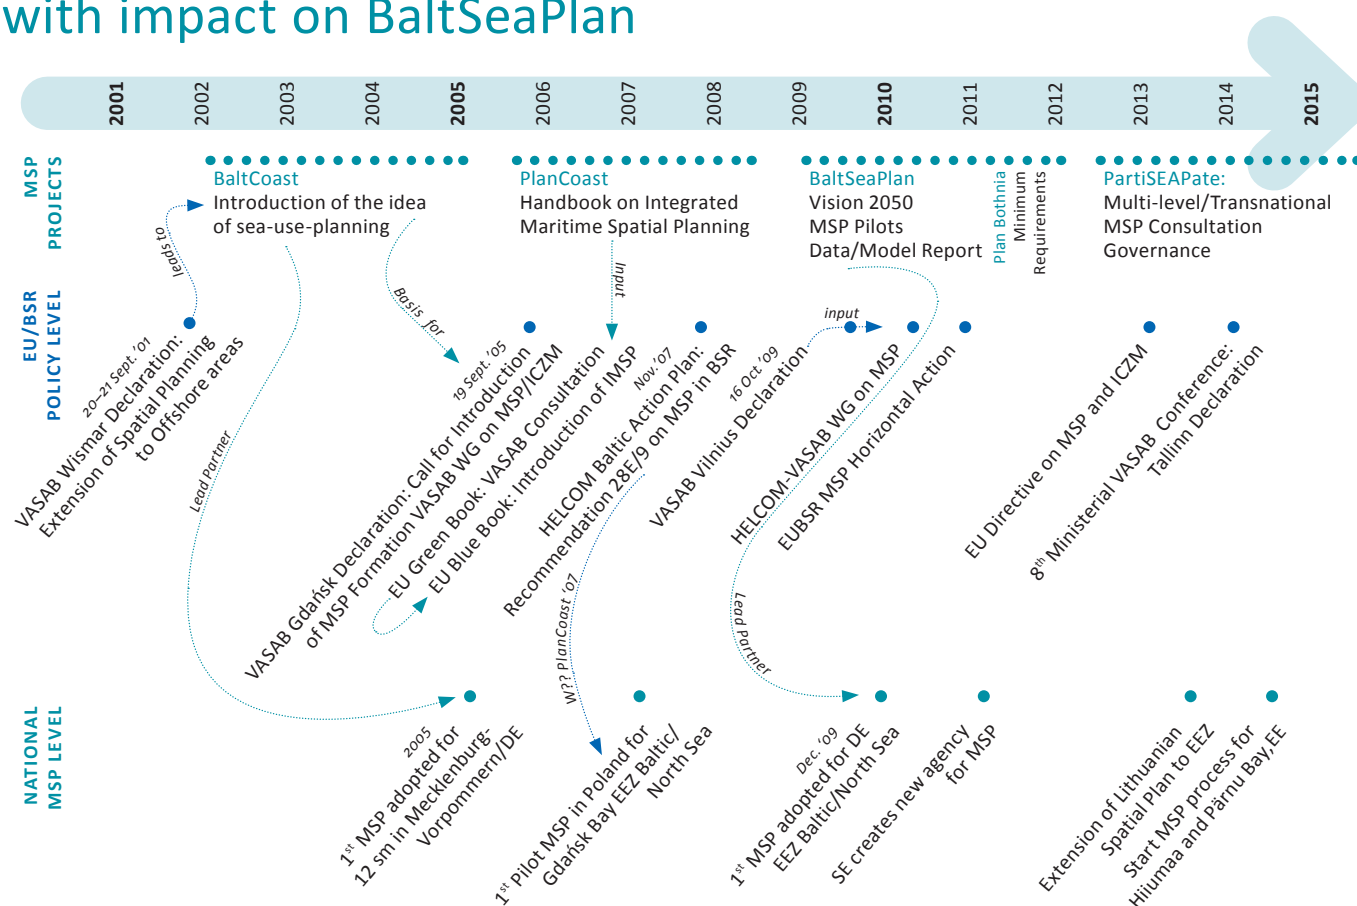 with impact on BaltSeaPlan
2001
2002
2003
2004
2005
2006
2007
2008
2009
2010
2011
2012
2013
2014
2015
MSP
PROJECTS
BaltCoast
Introduction of the idea
of sea-use-planning
PlanCoast
Handbook on Integrated
Maritime Spatial Planning
BaltSeaPlan
Vision 2050
MSP Pilots
Data/Model Report
Plan Bothnia
Minimum
Requirements
PartiSEAPate:
Multi-level/Transnational
MSP Consultation
Governance
leads to
Basis for
Input
input
EU/BSR
POLICY LEVEL
20–21 Sept. ‘01
VASAB Wismar Declaration:
Extension of Spatial Planning
to Offshore areas
Lead Partner
19 Sept. ‘05
VASAB Gdańsk Declaration: Call for Introduction
of MSP Formation VASAB WG on MSP/ICZM
EU Green Book: VASAB Consultation
EU Blue Book: Introduction of IMSP
Nov. ‘07
HELCOM Baltic Action Plan:
Recommendation 28E/9 on MSP in BSR
16 Oct ‘09
VASAB Vilnius Declaration
HELCOM-VASAB WG on MSP
EUBSR MSP Horizontal Action
EU Directive on MSP and ICZM
8th Ministerial VASAB Conference:
Tallinn Declaration
W?? PlanCoast ‘07
Lead Partner
NATIONAL
MSP LEVEL
2005
1st MSP adopted for
12 sm in Mecklenburg-
Vorpommern/DE
1st Pilot MSP in Poland for
Gdańsk Bay EEZ Baltic/
North Sea
Dec. ‘09
1st MSP adopted for DE
EEZ Baltic/North Sea
SE creates new agency
for MSP
Extension of Lithuanian
Spatial Plan to EEZ
Start MSP process for
Hiiumaa and Pärnu Bay, EE